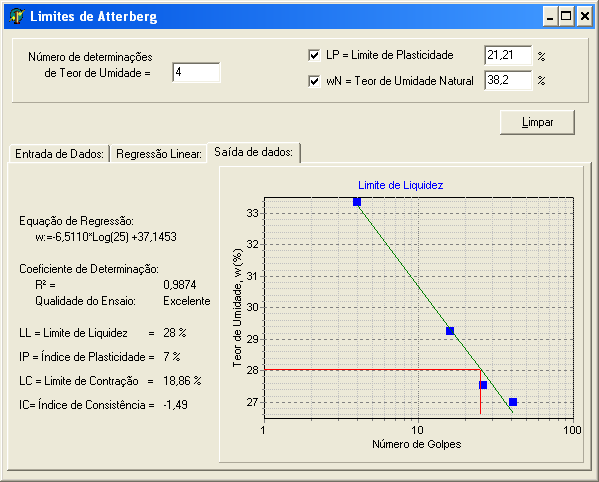 Limites de Atterberg
Número de determinações
de Teor de Umidade =
4
LP = Limite de Plasticidade
21,21
%
wN = Teor de Umidade Natural
38,2
%
Limpar
Entrada de Dados:
Regressão Linear:
Saída de dados:
Equação de Regressão:
w:=-6,5110*Log(25) +37,1453
Coeficiente de Determinação:
R² = 0,9874
Qualidade do Ensaio: Excelente
LL = Limite de Liquidez = 28 %
IP = Índice de Plasticidade = 7 %
LC = Limite de Contração = 18,86 %
IC= Índice de Consistência = -1,49
Limite de Liquidez
Teor de Umidade, w(%)
33
32
31
30
29
28
27
1
10
100
Número de Golpes